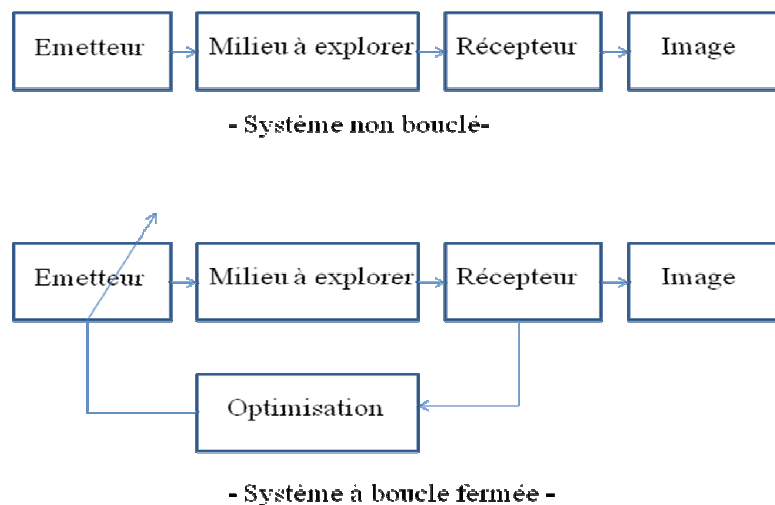 Emetteur
Milieu à explorer
Récepteur
Image
- Système non bouclé-
Emetteur
Milieu à explorer
Récepteur
Image
Optimisation
- Système à boucle fermée -